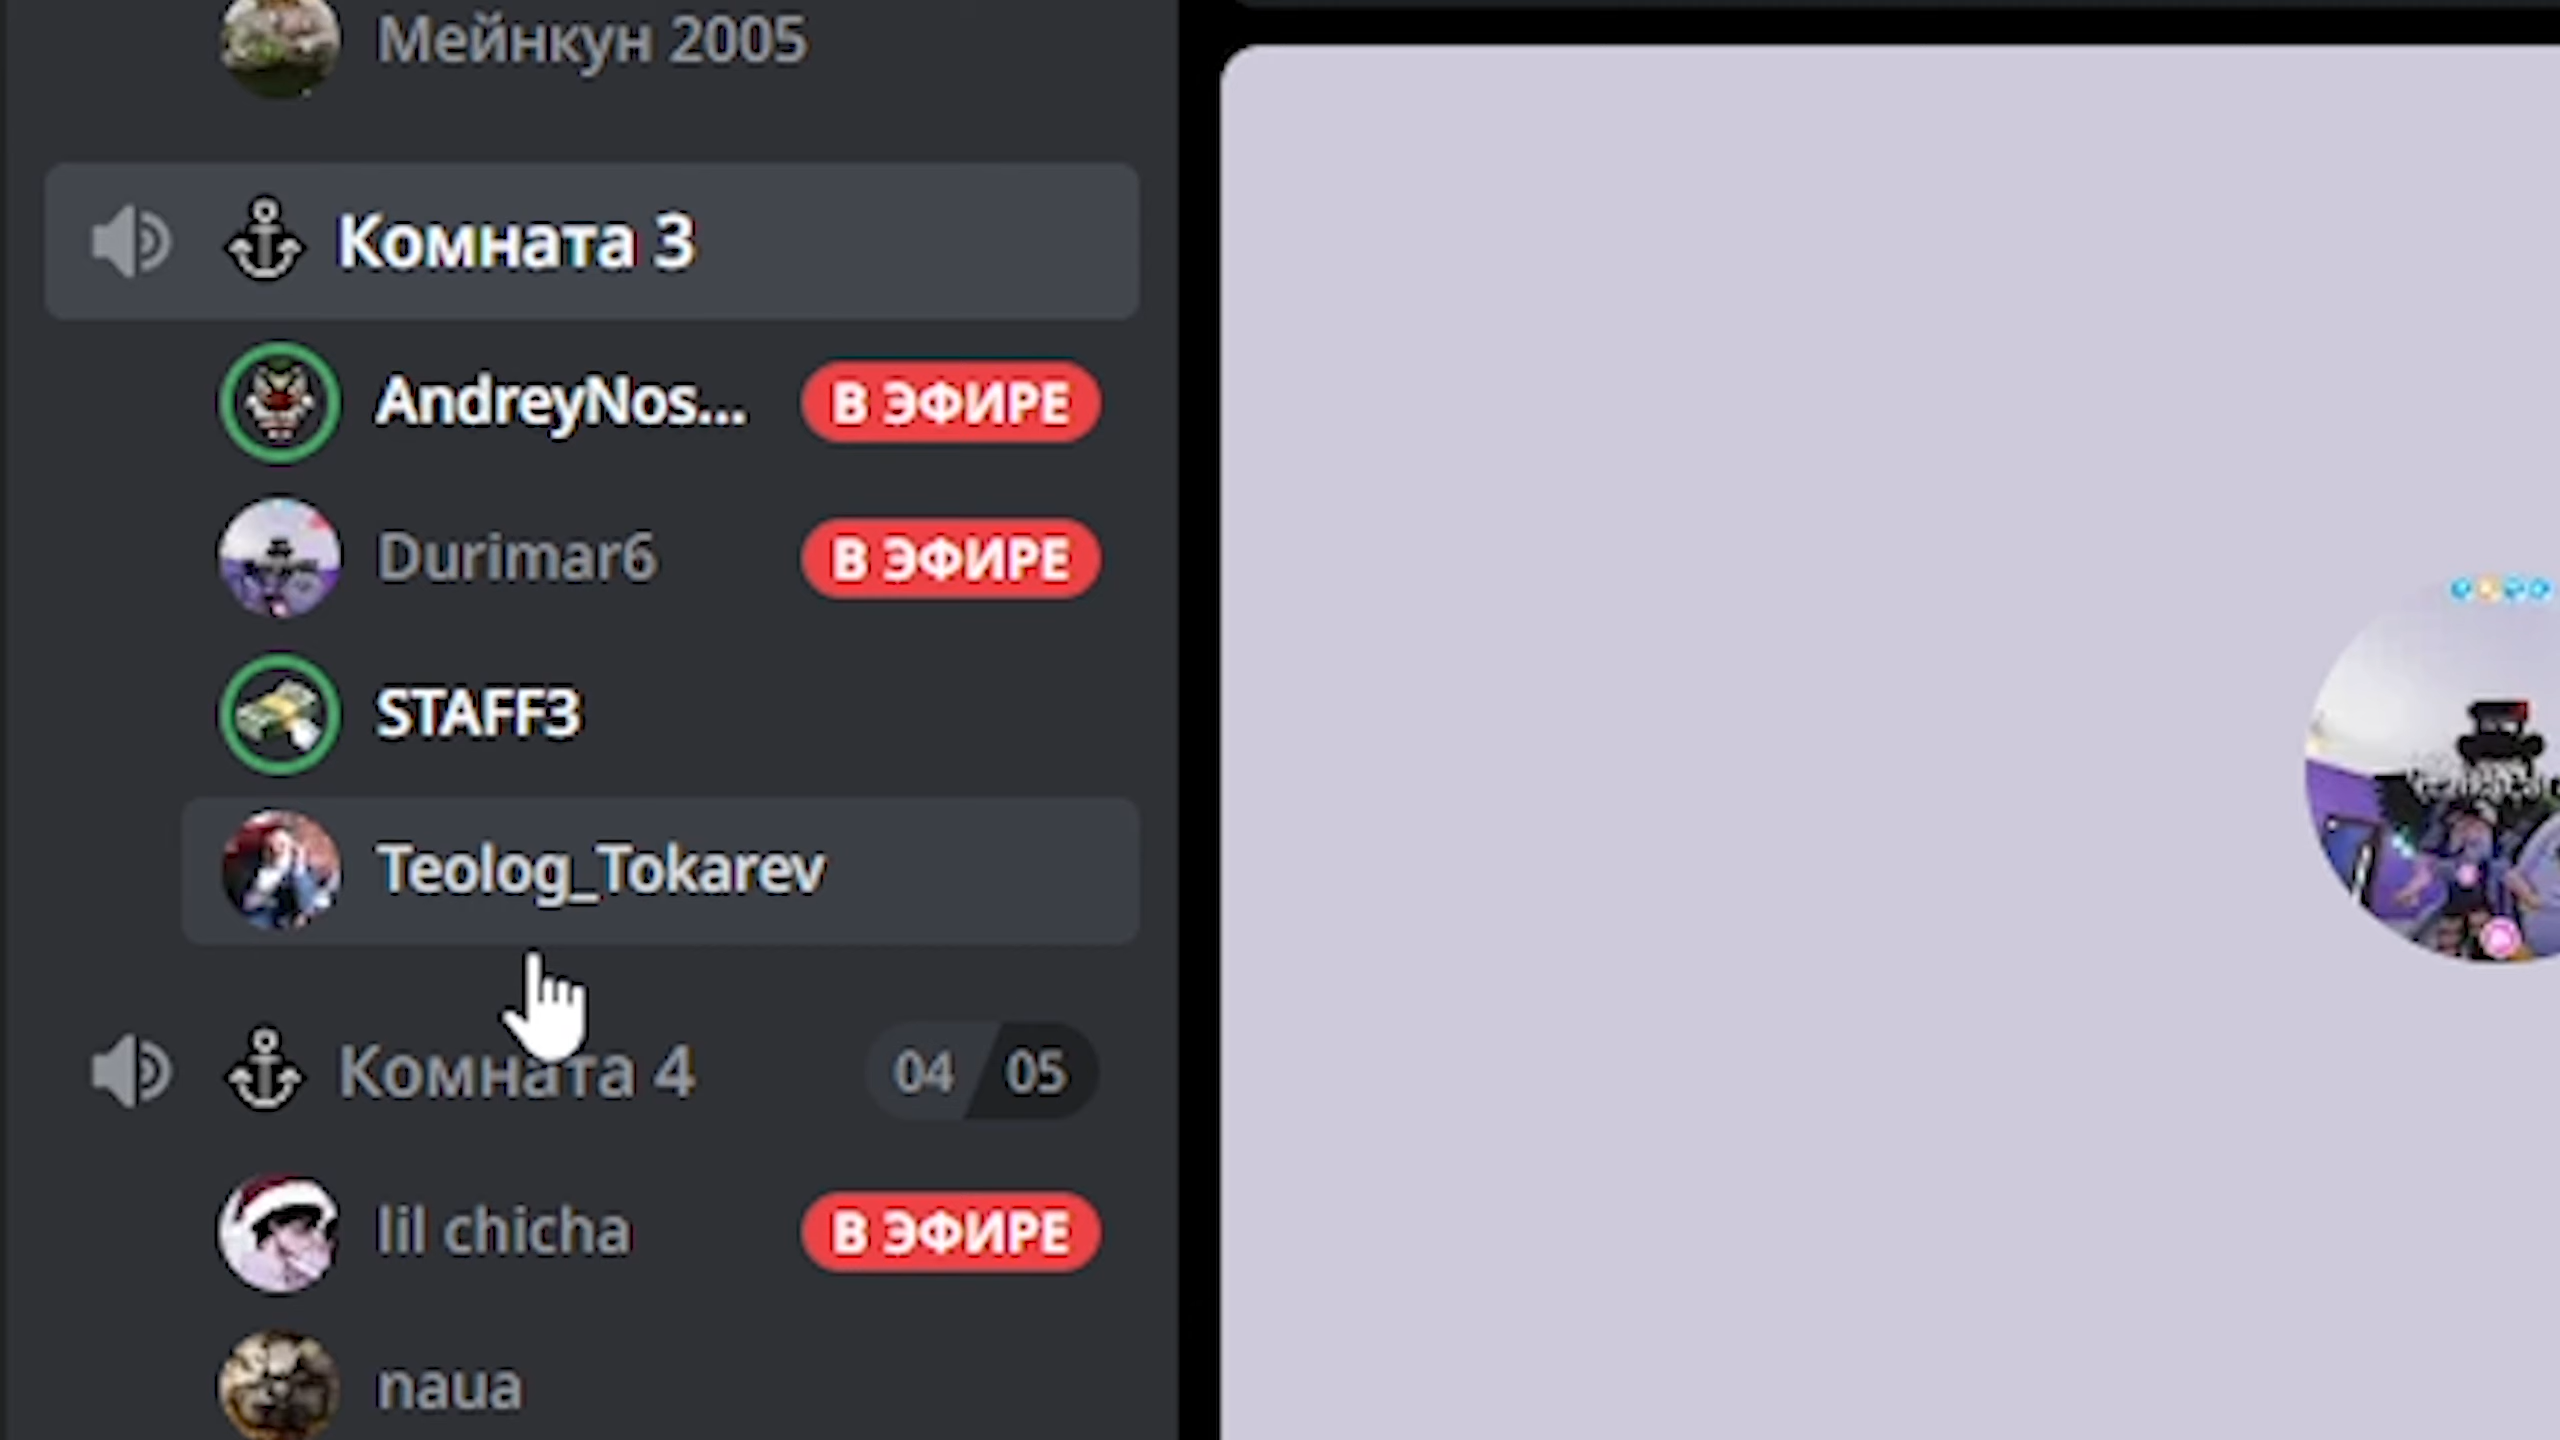 Мейнкун 2005
Комната 3
AndreyNos... В ЭФИРЕ
Durimar6 В ЭФИРЕ
STAFF3
Teolog_Tokarev
Комната 4 04 05
lil chicha В ЭФИРЕ
naua